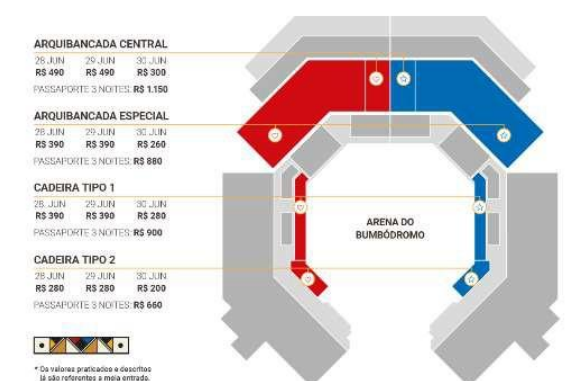 ARQUIBANCADA CENTRAL
28 JUN 29 JUN 30 JUN
R$ 490 R$ 490 R$ 300
PASSAPORTE 3 NOITES: R$ 1.150
ARQUIBANCADA ESPECIAL
28 JUN 29 JUN 30 JUN
R$ 390 R$ 390 R$ 260
PASSAPORTE 3 NOITES: R$ 880
CADEIRA TIPO 1
28 JUN 29 JUN 30 JUN
R$ 390 R$ 390 R$ 280
PASSAPORTE 3 NOITES: R$ 900
CADEIRA TIPO 2
28 JUN 29 JUN 30 JUN
R$ 280 R$ 280 R$ 200
PASSAPORTE 3 NOITES: R$ 660
* Os valores praticados e descritos
já são referentes a meia entrada.
ARENA DO
BUMBÓDROMO